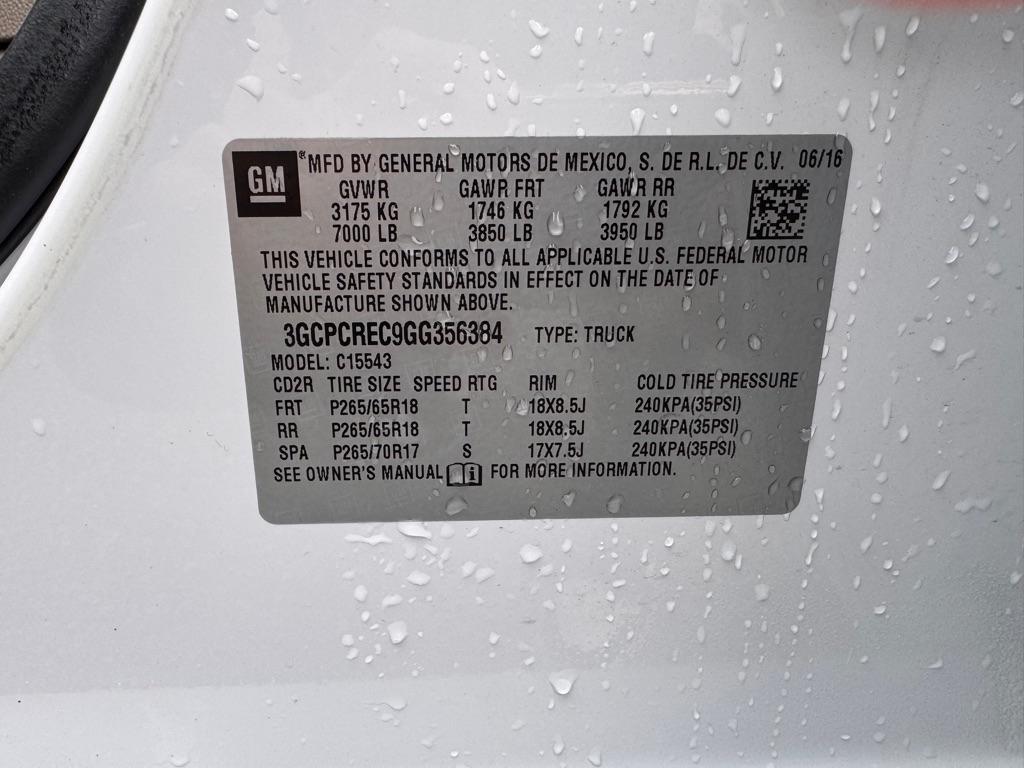 GM ® MFD BY GENERAL MOTORS DE MEXICO, S. DE R.L. DE C.V. 06/16
GVWR GAWR FRT GAWR RR
3175 KG 1746 KG 1792 KG
7000 LB 3850 LB 3950 LB
THIS VEHICLE CONFORMS TO ALL APPLICABLE U.S. FEDERAL MOTOR
VEHICLE SAFETY STANDARDS IN EFFECT ON THE DATE OF
MANUFACTURE SHOWN ABOVE.
3GCPCREC9GG356384 TYPE: TRUCK
MODEL: C15543
CD2R TIRE SIZE SPEED RTG RIM COLD TIRE PRESSURE
FRT P265/65R18 T 18X8.5J 240KPA(35PSI)
RR P265/65R18 T 18X8.5J 240KPA(35PSI)
SPA P265/70R17 S 17X7.5J 240KPA(35PSI)
SEE OWNER'S MANUAL i FOR MORE INFORMATION.